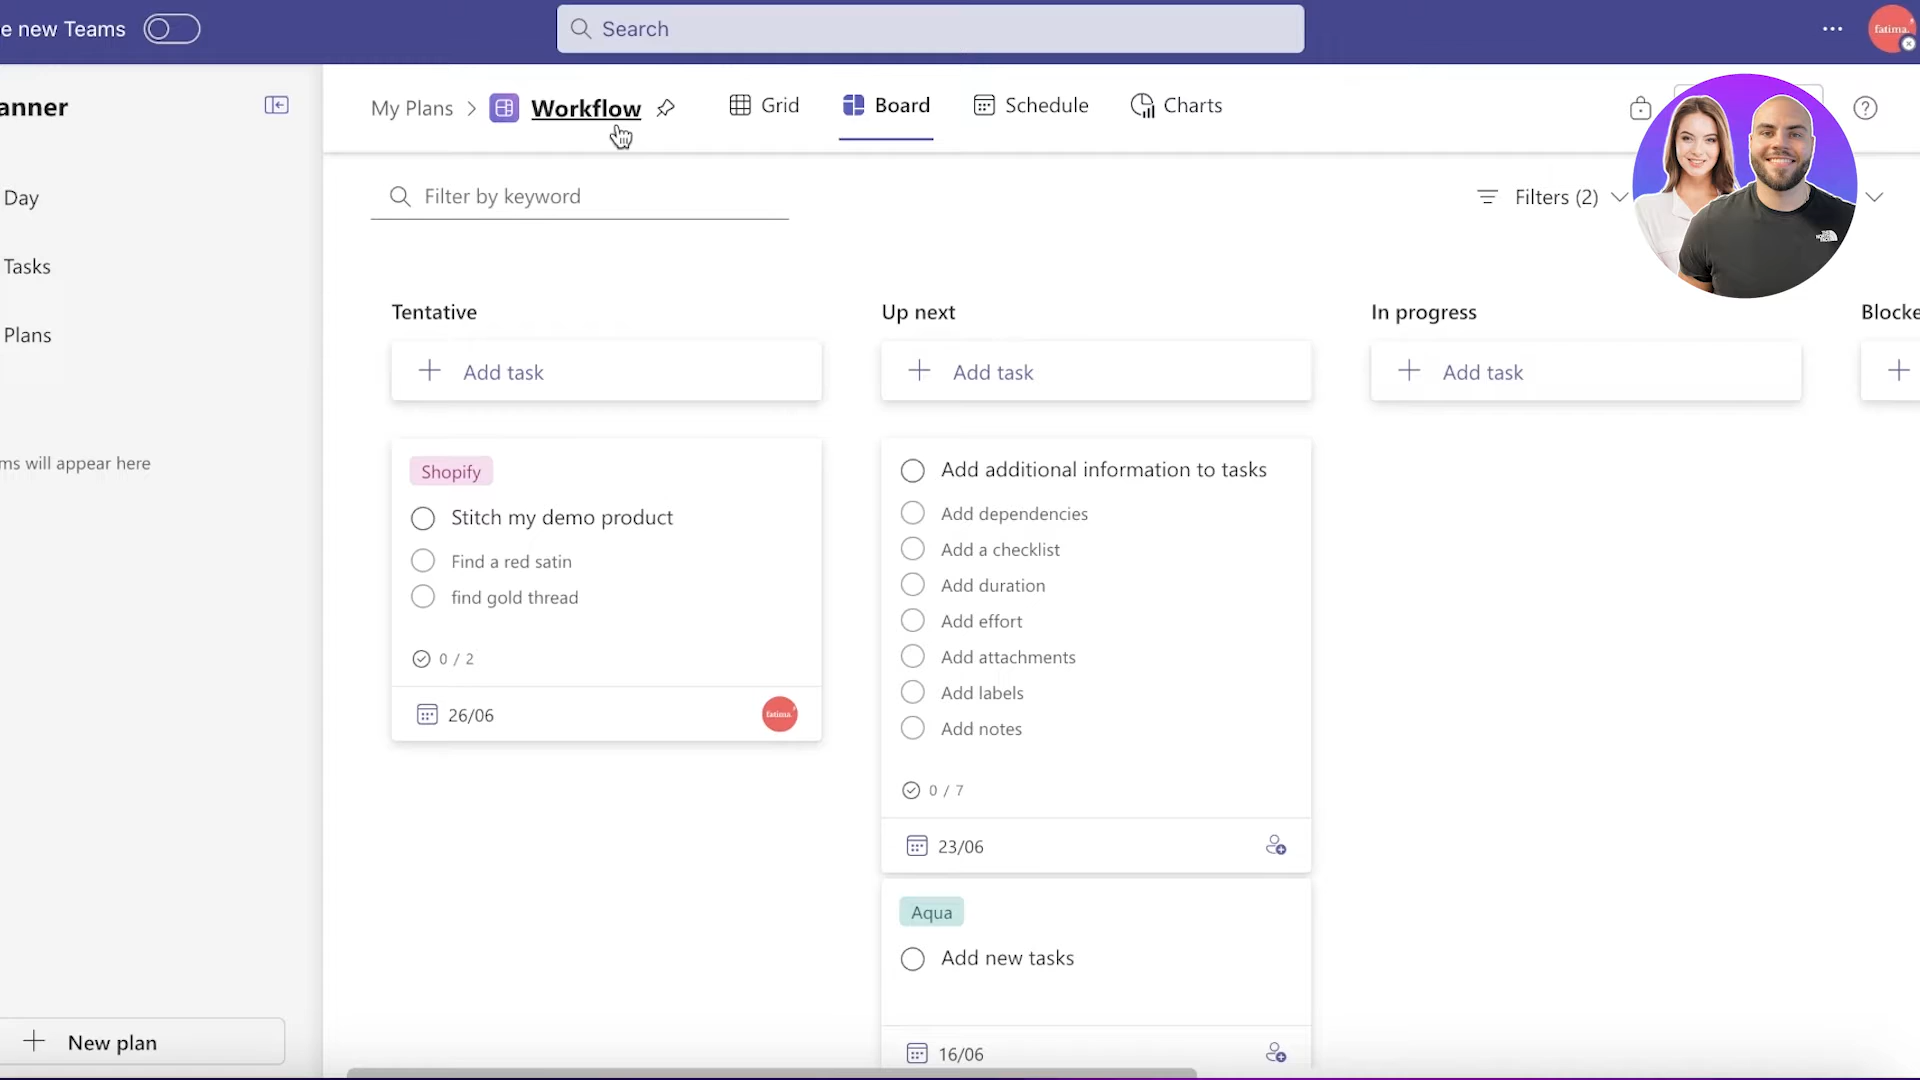 e new Teams
Search
fatima.
anner
My Plans > Workflow
Grid
Board
Schedule
Charts
Day
Tasks
Plans
ms will appear here
New plan
Filter by keyword
Filters (2)
Tentative
Add task
Shopify
Stitch my demo product
Find a red satin
find gold thread
0 / 2
26/06
fatima.
Up next
Add task
Add additional information to tasks
Add dependencies
Add a checklist
Add duration
Add effort
Add attachments
Add labels
Add notes
0 / 7
23/06
Aqua
Add new tasks
16/06
In progress
Add task
Blocke